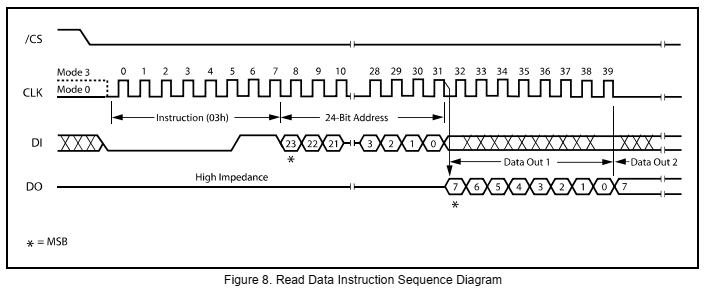 /CS
Mode 3 0 1 2 3 4 5 6 7 8 9 10 28 29 30 31 32 33 34 35 36 37 38 39
CLK Mode 0
Instruction (03h) 24-Bit Address
DI 23 22 21 3 2 1 0
* Data Out 1 Data Out 2
High Impedance
DO 7 6 5 4 3 2 1 0 7
*
* = MSB
Figure 8. Read Data Instruction Sequence Diagram